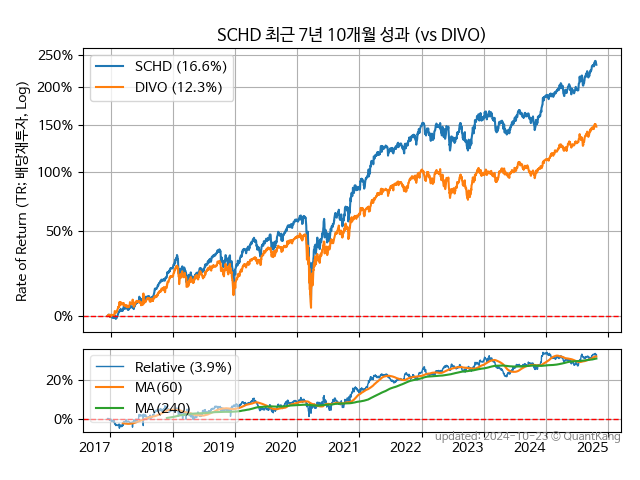 SCHD 최근 7년 10개월 성과 (vs DIVO)
Rate of Return (TR: 배당재투자, Log)
250%
200%
150%
100%
50%
0%
SCHD (16.6%)
DIVO (12.3%)
20%
0%
Relative (3.9%)
MA(60)
MA(240)
2017 2018 2019 2020 2021 2022 2023 2024 2025
updated: 2024-10-23 © QuantKang